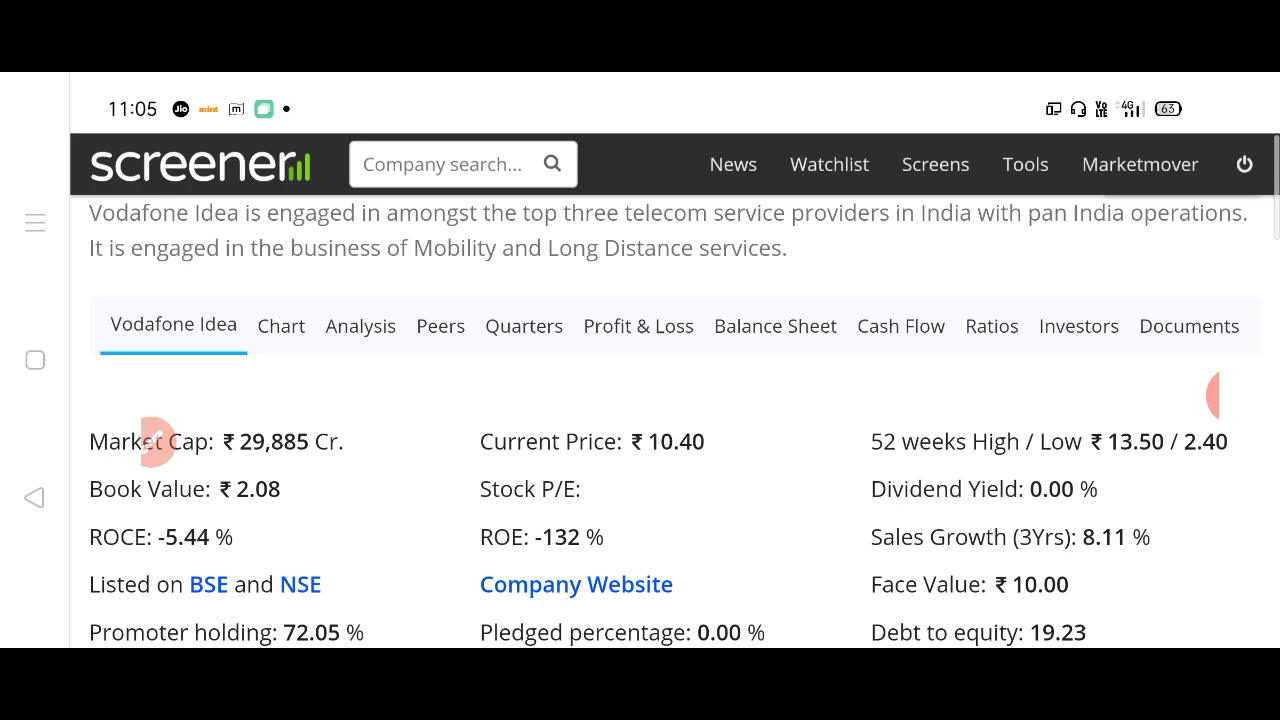 11:05 Jio m Vo LTE 4G 63
screener Company search... News Watchlist Screens Tools Marketmover
Vodafone Idea is engaged in amongst the top three telecom service providers in India with pan India operations.
It is engaged in the business of Mobility and Long Distance services.
Vodafone Idea Chart Analysis Peers Quarters Profit & Loss Balance Sheet Cash Flow Ratios Investors Documents
Market Cap: ₹ 29,885 Cr. Current Price: ₹ 10.40 52 weeks High / Low ₹ 13.50 / 2.40
Book Value: ₹ 2.08 Stock P/E: Dividend Yield: 0.00 %
ROCE: -5.44 % ROE: -132 % Sales Growth (3Yrs): 8.11 %
Listed on BSE and NSE Company Website Face Value: ₹ 10.00
Promoter holding: 72.05 % Pledged percentage: 0.00 % Debt to equity: 19.23